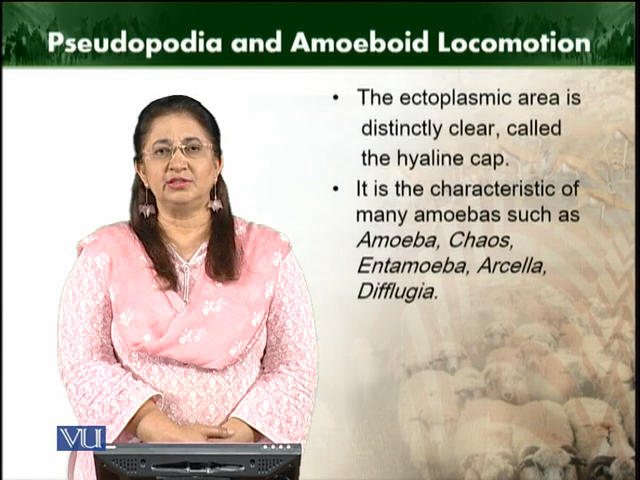 Pseudopodia and Amoeboid Locomotion
• The ectoplasmic area is
distinctly clear, called
the hyaline cap.
• It is the characteristic of
many amoebas such as
Amoeba, Chaos,
Entamoeba, Arcella,
Difflugia.
VU